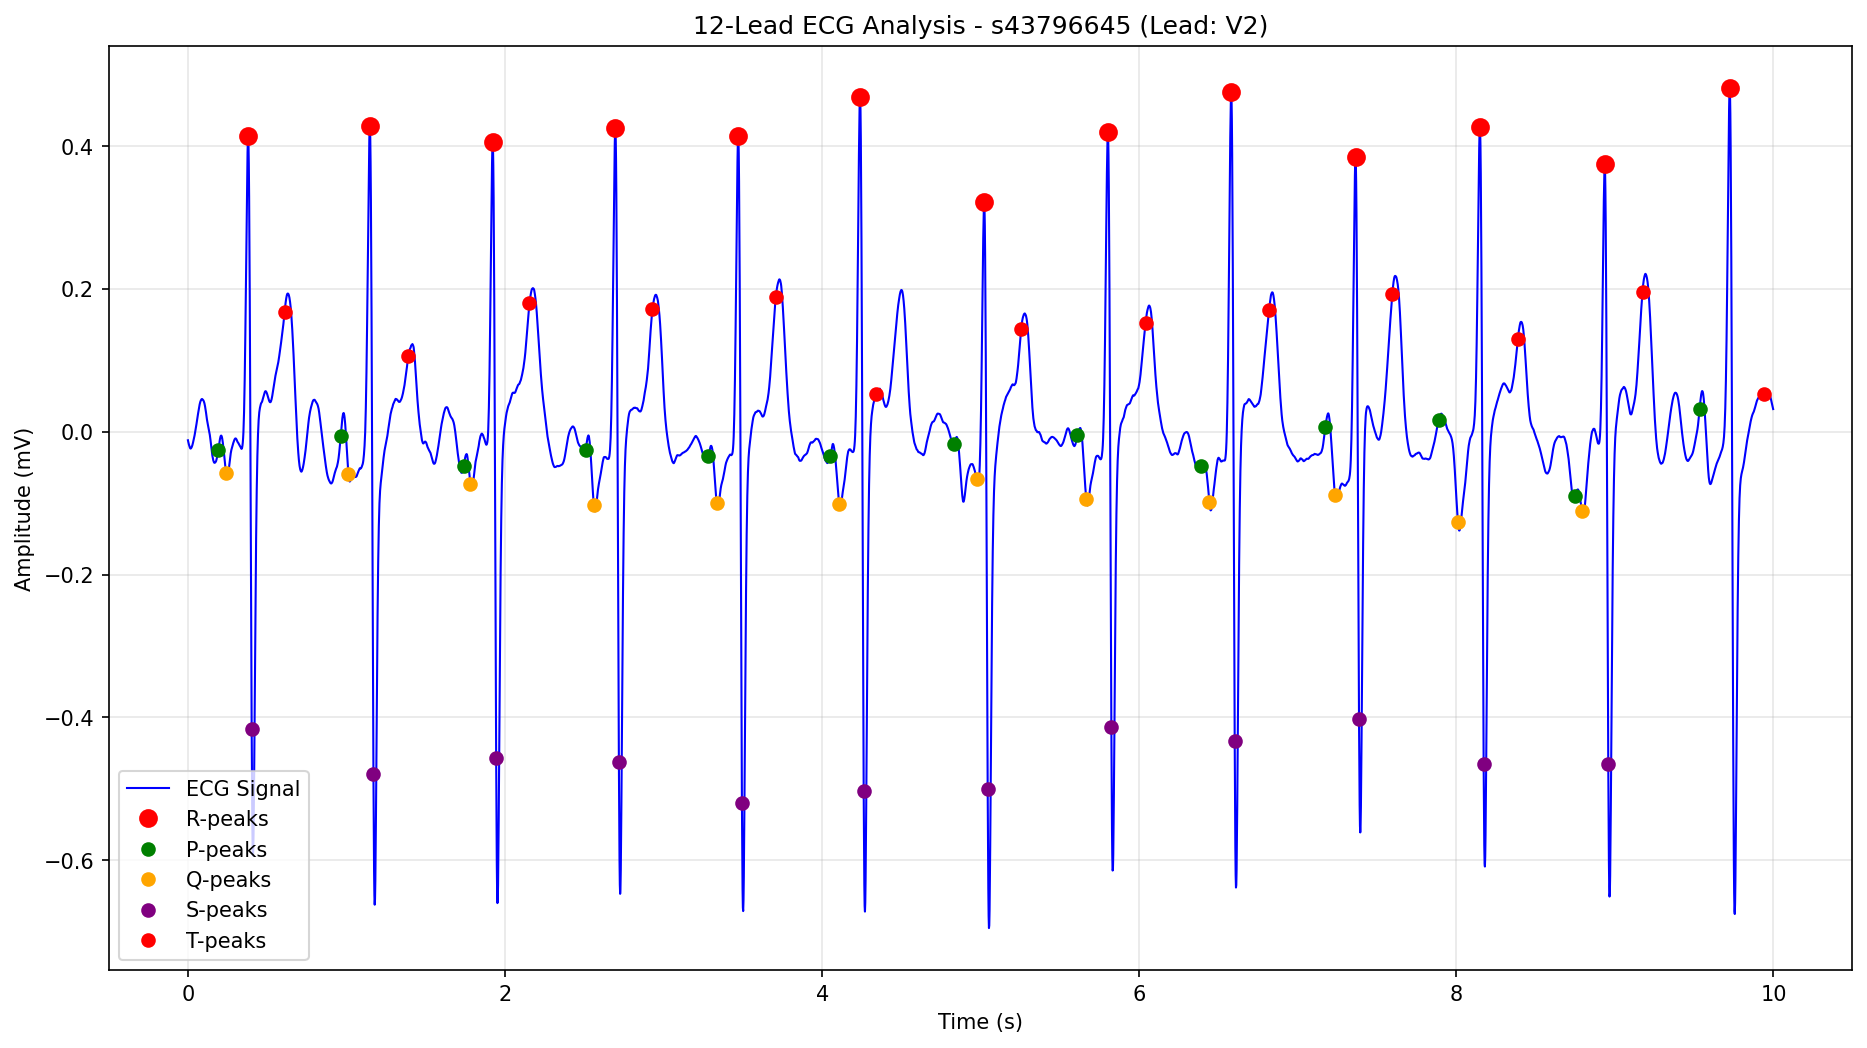 12-Lead ECG Analysis - s43796645 (Lead: V2)
Amplitude (mV)
0.4
0.2
0.0
−0.2
−0.4
−0.6
ECG Signal
R-peaks
P-peaks
Q-peaks
S-peaks
T-peaks
0 2 4 6 8 10
Time (s)